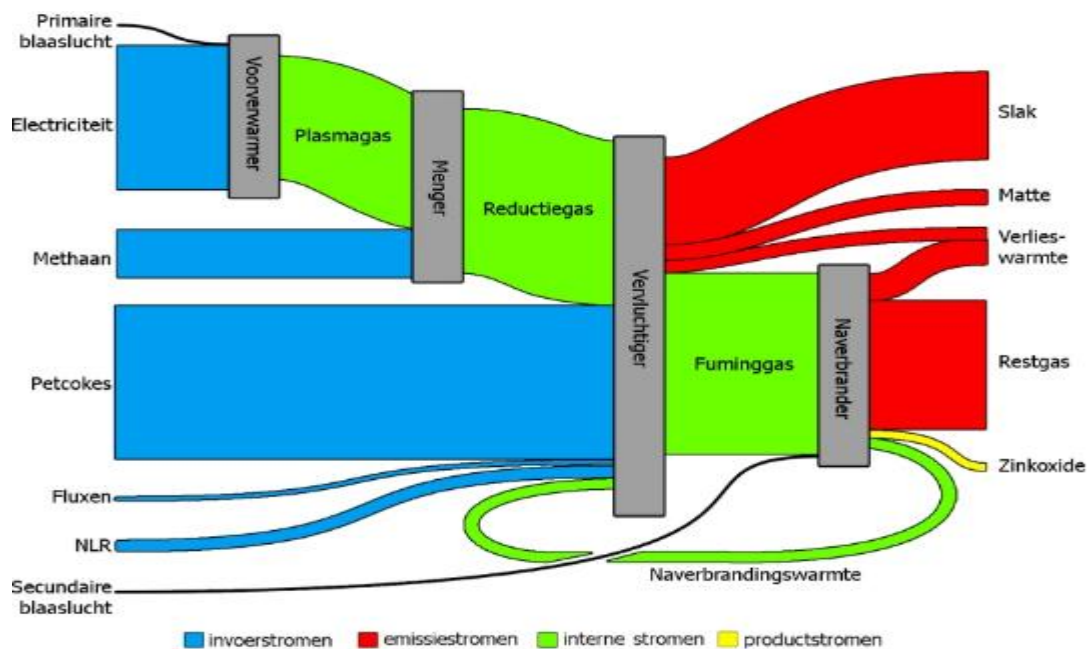 Primaire
blaaslucht
Electriciteit
Methaan
Petcokes
Fluxen
NLR
Secundaire
blaaslucht
Voorverwarmer
Plasmagas
Menger
Reductiegas
Vervluchtiger
Fuminggas
Naverbrander
Slak
Matte
Verlies-
warmte
Restgas
Zinkoxide
Naverbrandingswarmte
invoerstromen emissiestromen interne stromen productstromen